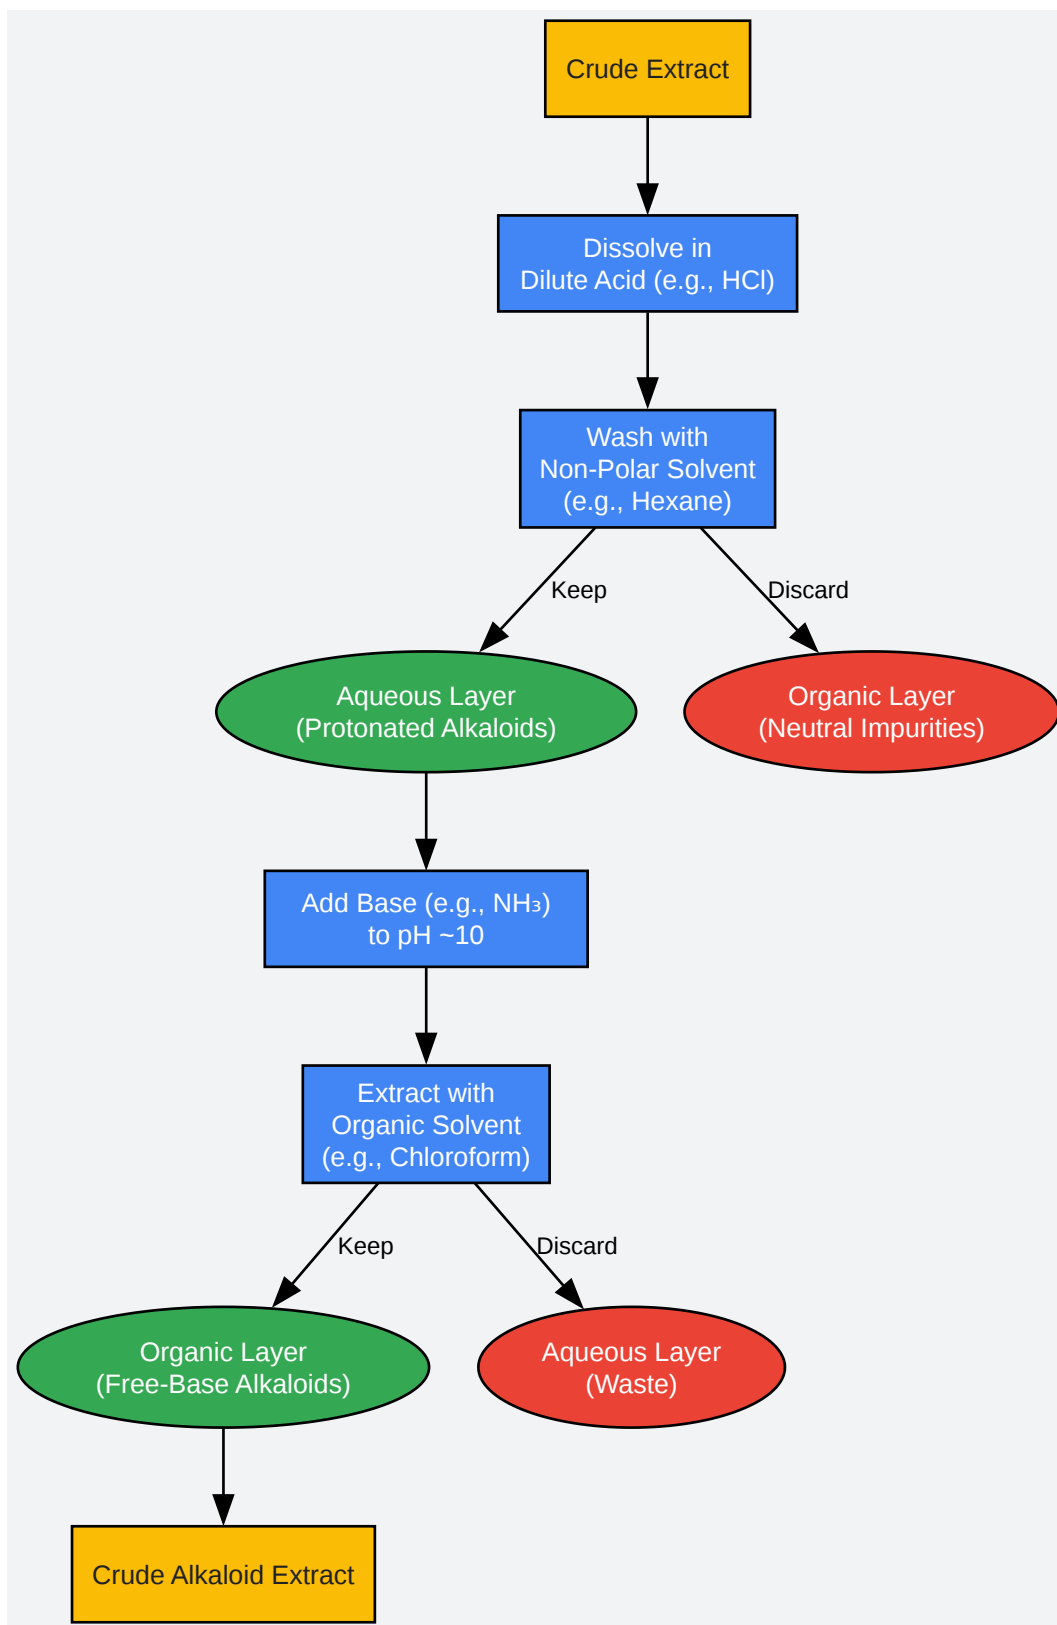 Crude Extract
Dissolve in
Dilute Acid (e.g., HCl)
Wash with
Non-Polar Solvent
(e.g., Hexane)
Keep
Discard
Aqueous Layer
(Protonated Alkaloids)
Organic Layer
(Neutral Impurities)
Add Base (e.g., NH₃)
to pH ~10
Extract with
Organic Solvent
(e.g., Chloroform)
Keep
Discard
Organic Layer
(Free-Base Alkaloids)
Aqueous Layer
(Waste)
Crude Alkaloid Extract